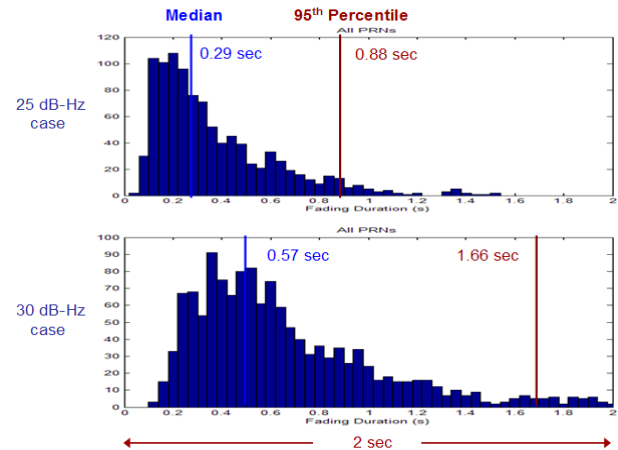 Median 95th Percentile
All PRNs
120
100
80
60
40
20
0
0.29 sec
0.88 sec
25 dB-Hz
case
0 0.2 0.4 0.6 0.8 1 1.2 1.4 1.6 1.8 2
Fading Duration (s)
All PRNs
100
90
80
70
60
50
40
30
20
10
0
0.57 sec
1.66 sec
30 dB-Hz
case
0 0.2 0.4 0.6 0.8 1 1.2 1.4 1.6 1.8 2
Fading Duration (s)
2 sec